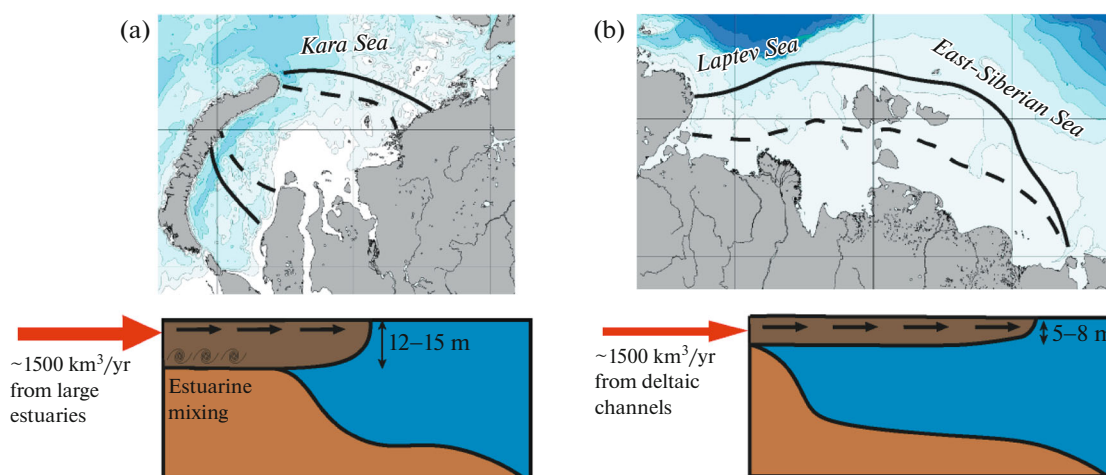 (a)
Kara Sea
(b)
Laptev Sea
East-Siberian Sea
~1500 km³/yr
from large
estuaries
Estuarine
mixing
12–15 m
~1500 km³/yr
from deltaic
channels
5–8 m